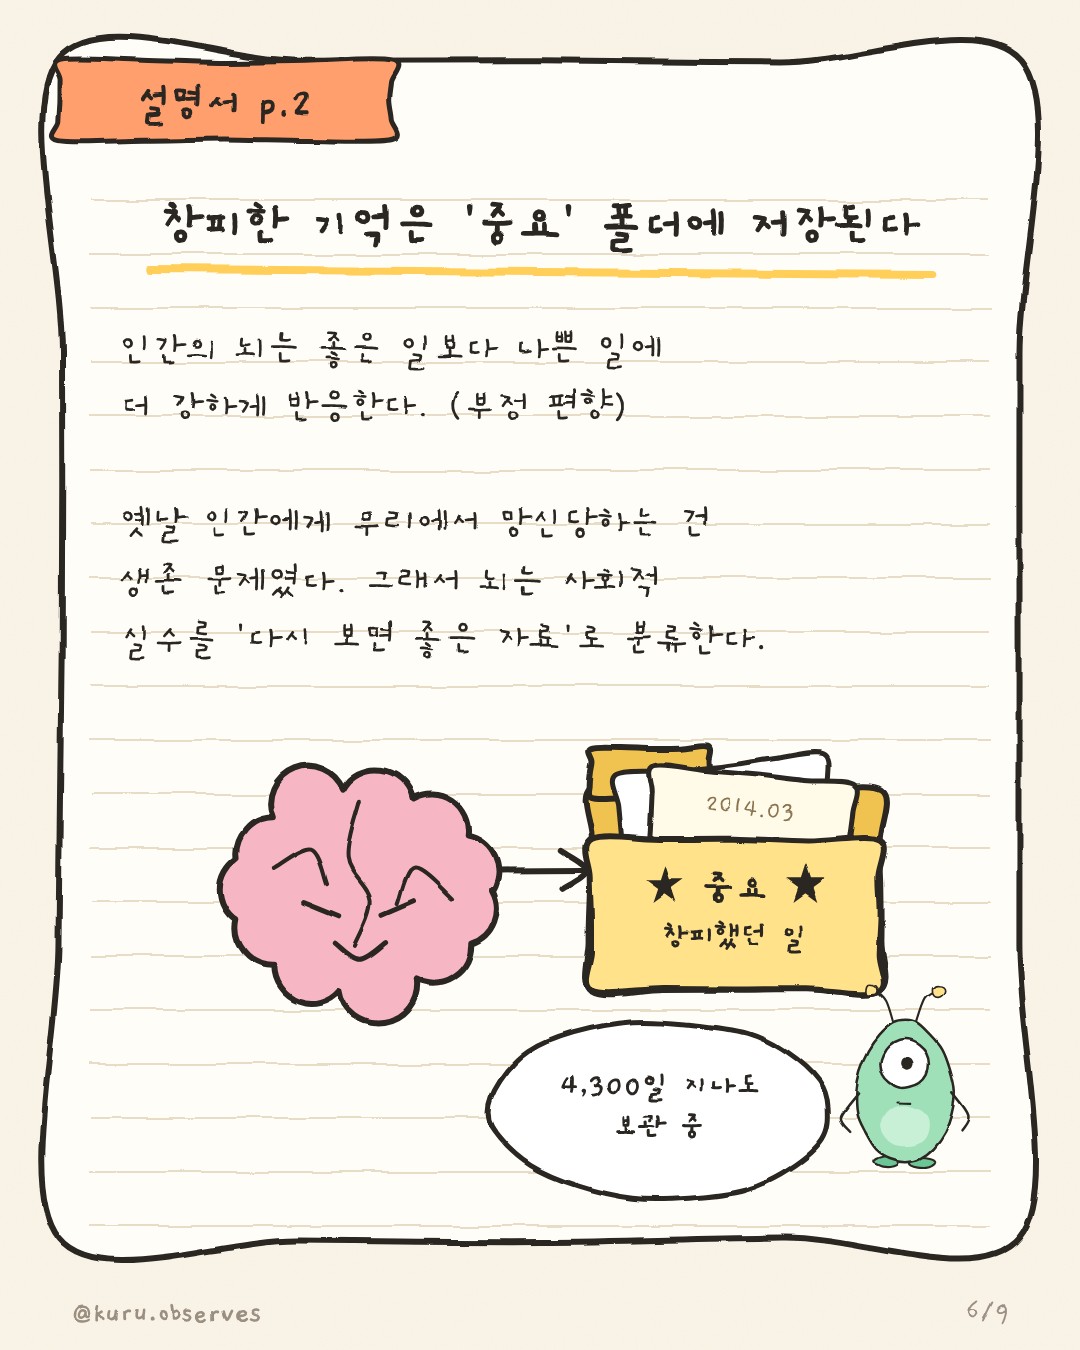 설명서 p.2
창피한 기억은 '중요' 폴더에 저장된다
인간의 뇌는 좋은 일보다 나쁜 일에
더 강하게 반응한다. (부정 편향)
옛날 인간에게 무리에서 망신당하는 건
생존 문제였다. 그래서 뇌는 사회적
실수를 '다시 보면 좋은 자료'로 분류한다.
2014.03
★ 중요 ★
창피했던 일
4,300일 지나도
보관 중
@kuru.observes
6/9